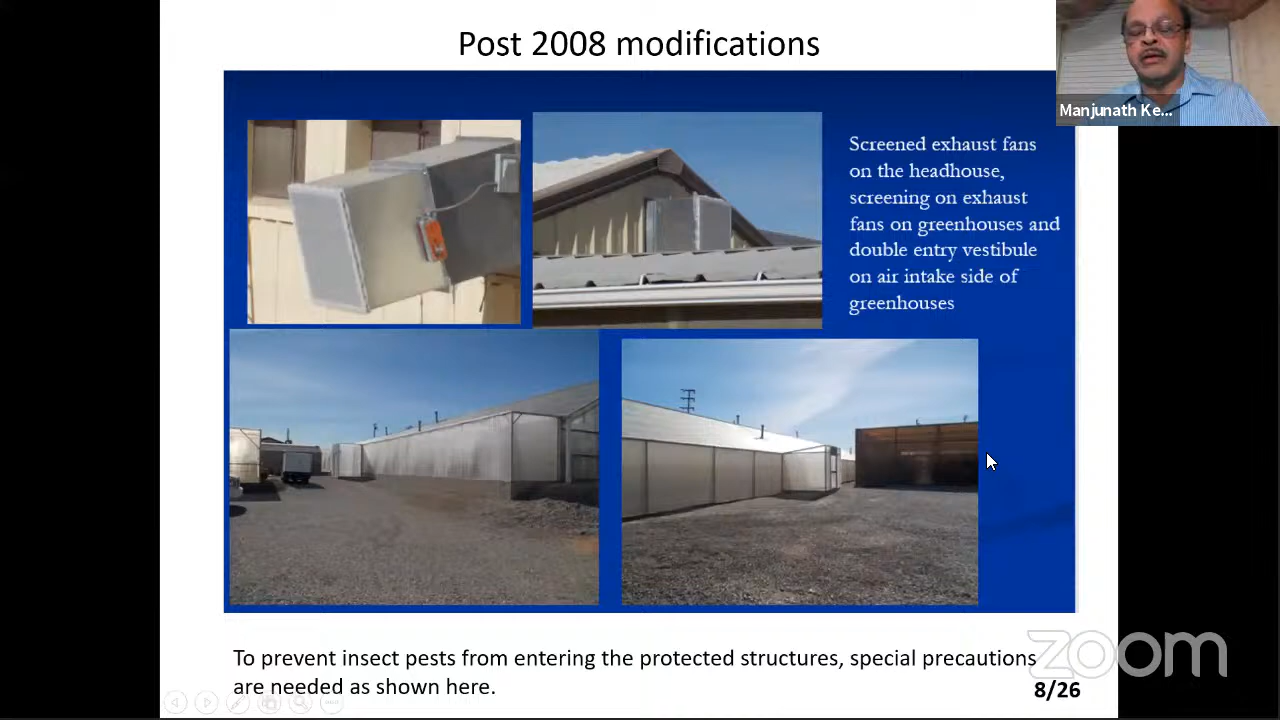 Post 2008 modifications
Manjunath Ke...
Screened exhaust fans
on the headhouse,
screening on exhaust
fans on greenhouses and
double entry vestibule
on air intake side of
greenhouses
To prevent insect pests from entering the protected structures, special precautions
are needed as shown here.
zoom
8/26